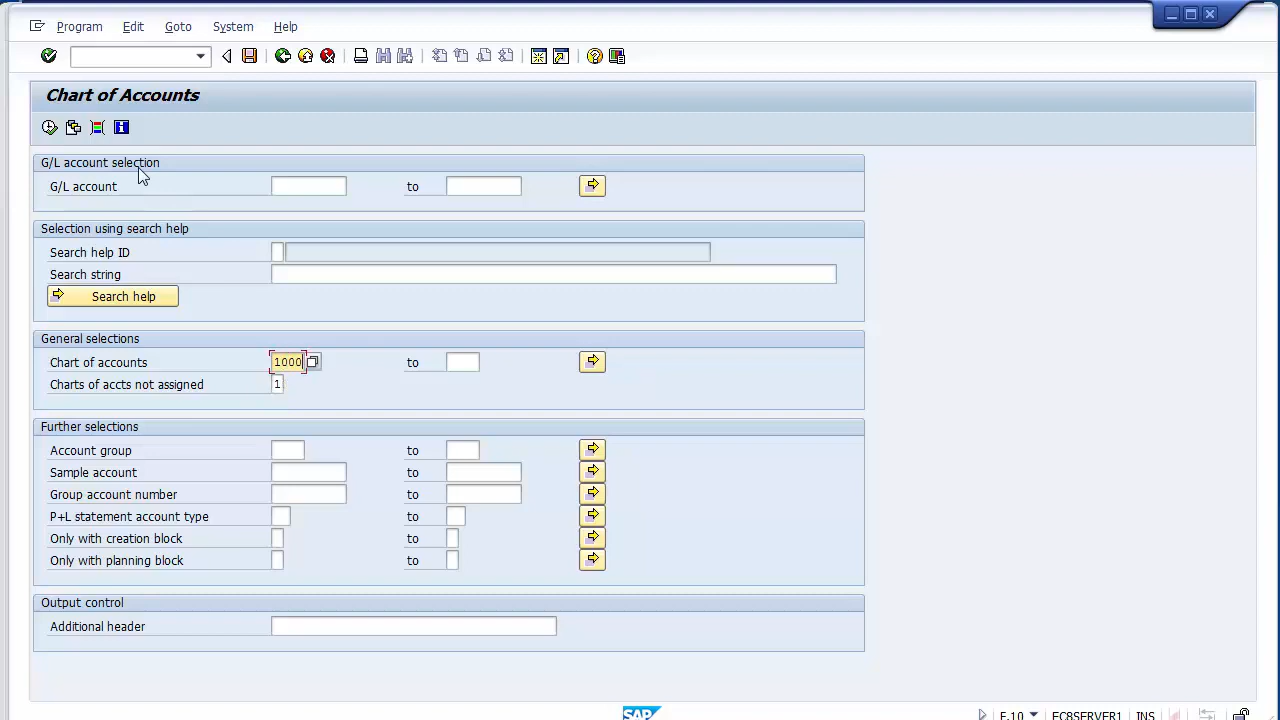 Program Edit Goto System Help
Chart of Accounts
G/L account selection
G/L account to
Selection using search help
Search help ID
Search string
Search help
General selections
Chart of accounts 1000 to
Charts of accts not assigned 1
Further selections
Account group to
Sample account to
Group account number to
P+L statement account type to
Only with creation block to
Only with planning block to
Output control
Additional header
SAP F.10 EC8SERVER1 INS